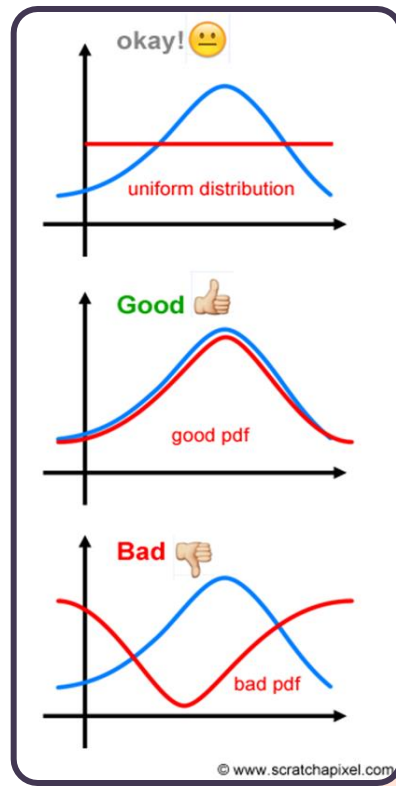 okay!
uniform distribution
Good
good pdf
Bad
bad pdf
© www.scratchapixel.com